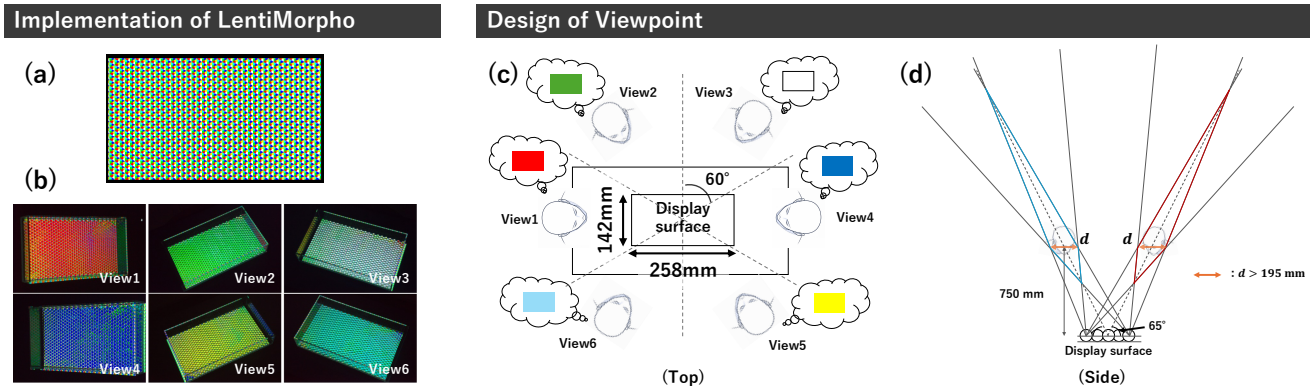 Implementation of LentiMorpho
Design of Viewpoint
(a)
(b)
View1
View2
View3
View4
View5
View6
(c)
View2
View3
60°
View1
142mm
Display
surface
View4
258mm
View6
View5
(Top)
(d)
d
d
: d > 195 mm
750 mm
65°
Display surface
(Side)